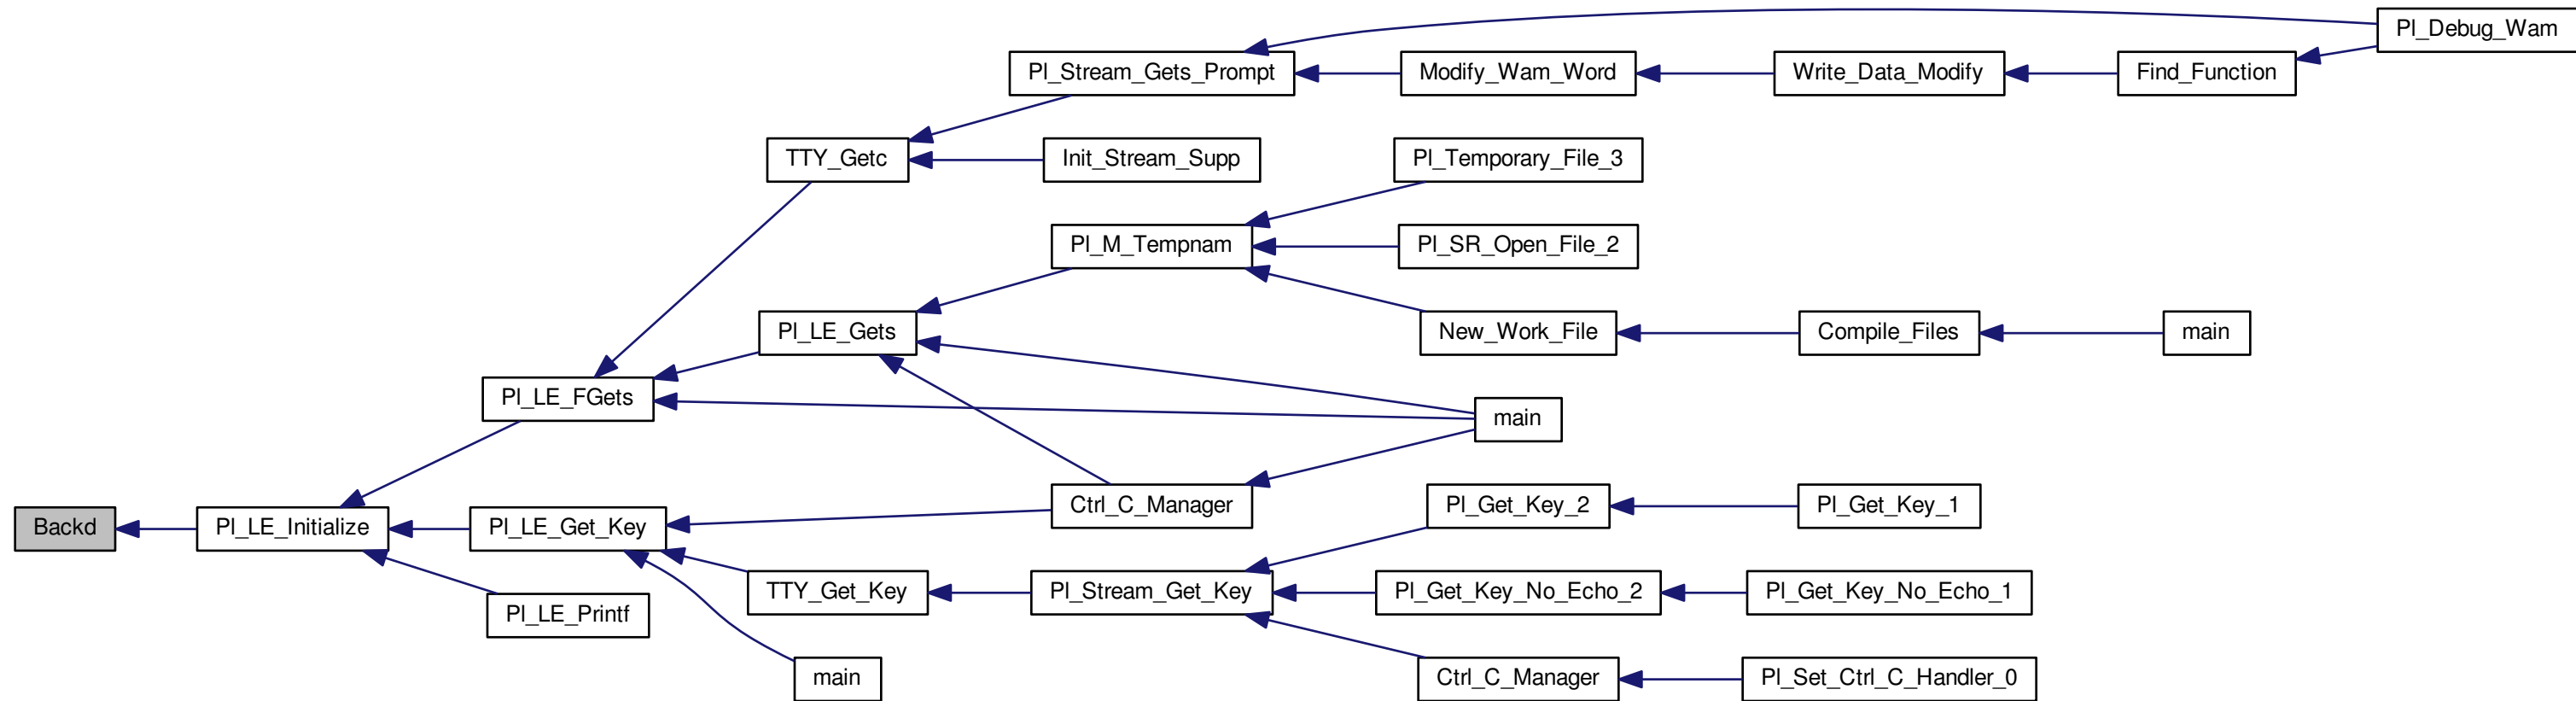 Pl_Debug_Wam
Pl_Stream_Gets_Prompt
Modify_Wam_Word
Write_Data_Modify
Find_Function
TTY_Getc
Init_Stream_Supp
Pl_Temporary_File_3
Pl_M_Tempnam
Pl_SR_Open_File_2
Pl_LE_Gets
New_Work_File
Compile_Files
main
Pl_LE_FGets
main
Backd
Pl_LE_Initialize
Pl_LE_Get_Key
Ctrl_C_Manager
Pl_Get_Key_2
Pl_Get_Key_1
TTY_Get_Key
Pl_Stream_Get_Key
Pl_Get_Key_No_Echo_2
Pl_Get_Key_No_Echo_1
Pl_LE_Printf
main
Ctrl_C_Manager
Pl_Set_Ctrl_C_Handler_0